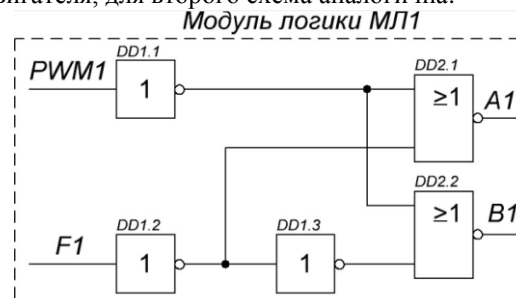 вигателя, для второго схема аналогична.
Модуль логики МЛ1
DD1.1
DD2.1
PWM1
1
≥1
A1
DD2.2
DD1.2
DD1.3
≥1
B1
F1
1
1